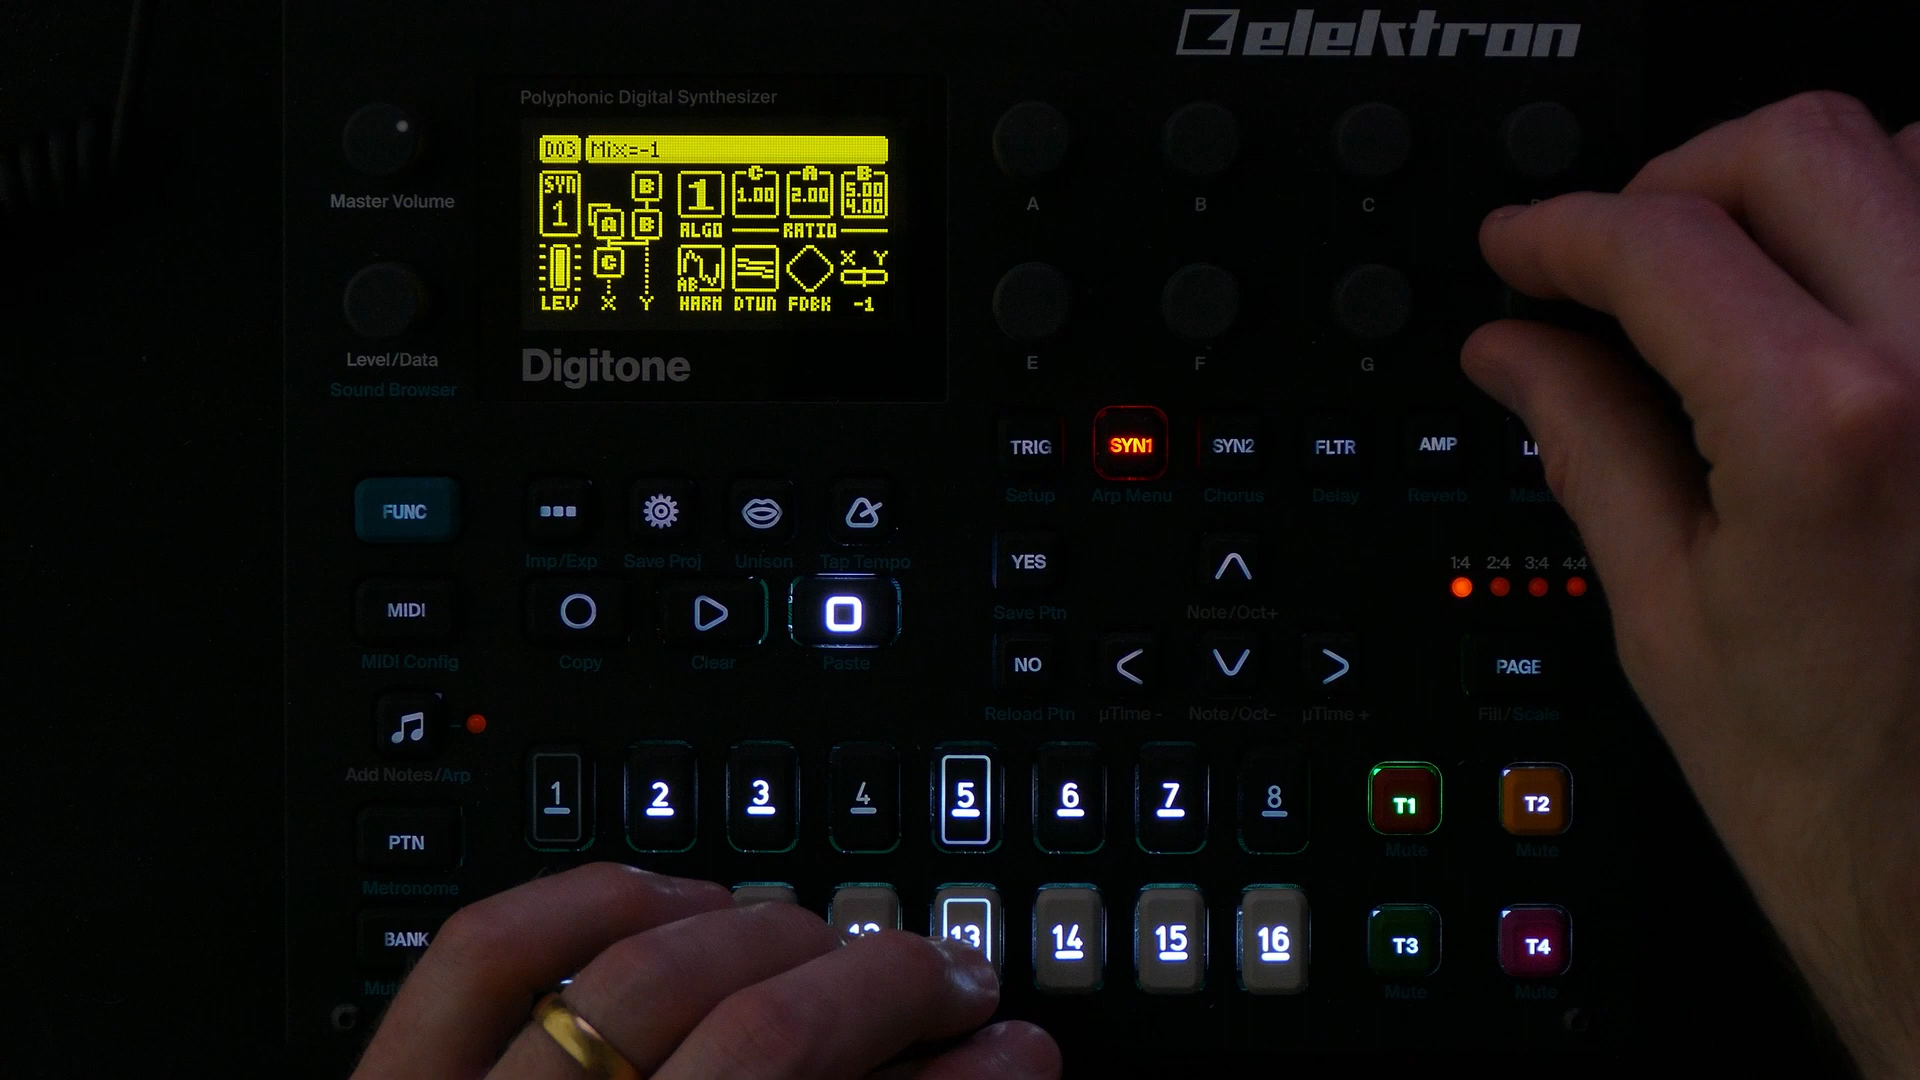 elektron
Polyphonic Digital Synthesizer
D03 Mix=-1
SYN 1
B
1
C 1.00
A 2.00
B 5.00 4.00
A B
ALGO RATIO
C
AB
X Y
LEV X Y HARM DTUN FDBK -1
Digitone
Master Volume
Level/Data
Sound Browser
A B C
E F G
TRIG SYN1 SYN2 FLTR AMP
Setup Arp Menu Chorus Delay Reverb
FUNC
Imp/Exp Save Proj Unison Tap Tempo
YES
Save Ptn
Note/Oct+
1:4 2:4 3:4 4:4
MIDI
MIDI Config
Copy Clear Paste
NO
PAGE
Reload Ptn µTime - Note/Oct- µTime +
Fill/Scale
Add Notes/Arp
1 2 3 4 5 6 7 8
T1 T2
Mute Mute
PTN
Metronome
BANK
13 14 15 16
T3 T4
Mute Mute